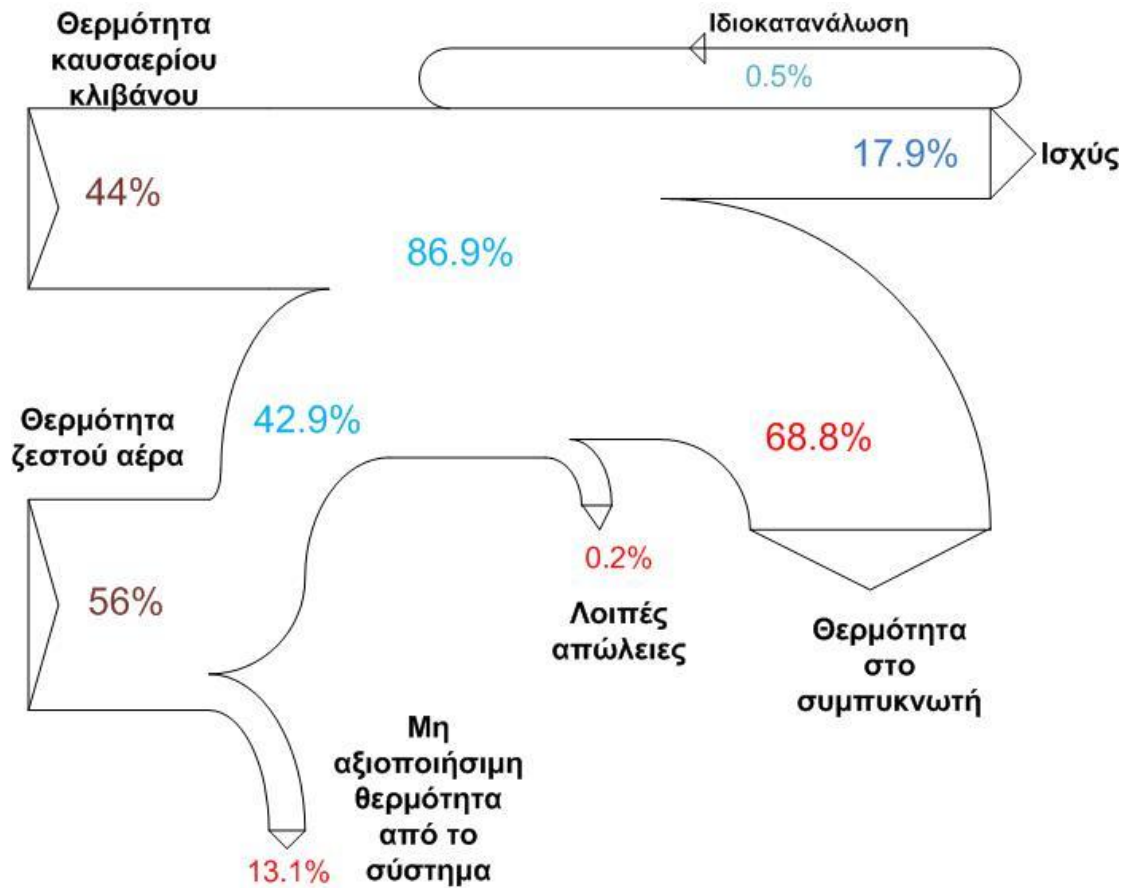 Θερμότητα
καυσαερίου
κλιβάνου
Ιδιοκατανάλωση
0.5%
17.9%
Ισχύς
44%
86.9%
Θερμότητα
ζεστού αέρα
42.9%
68.8%
56%
0.2%
Λοιπές
απώλειες
Θερμότητα
στο
συμπυκνωτή
Μη
αξιοποιήσιμη
θερμότητα
από το
σύστημα
13.1%